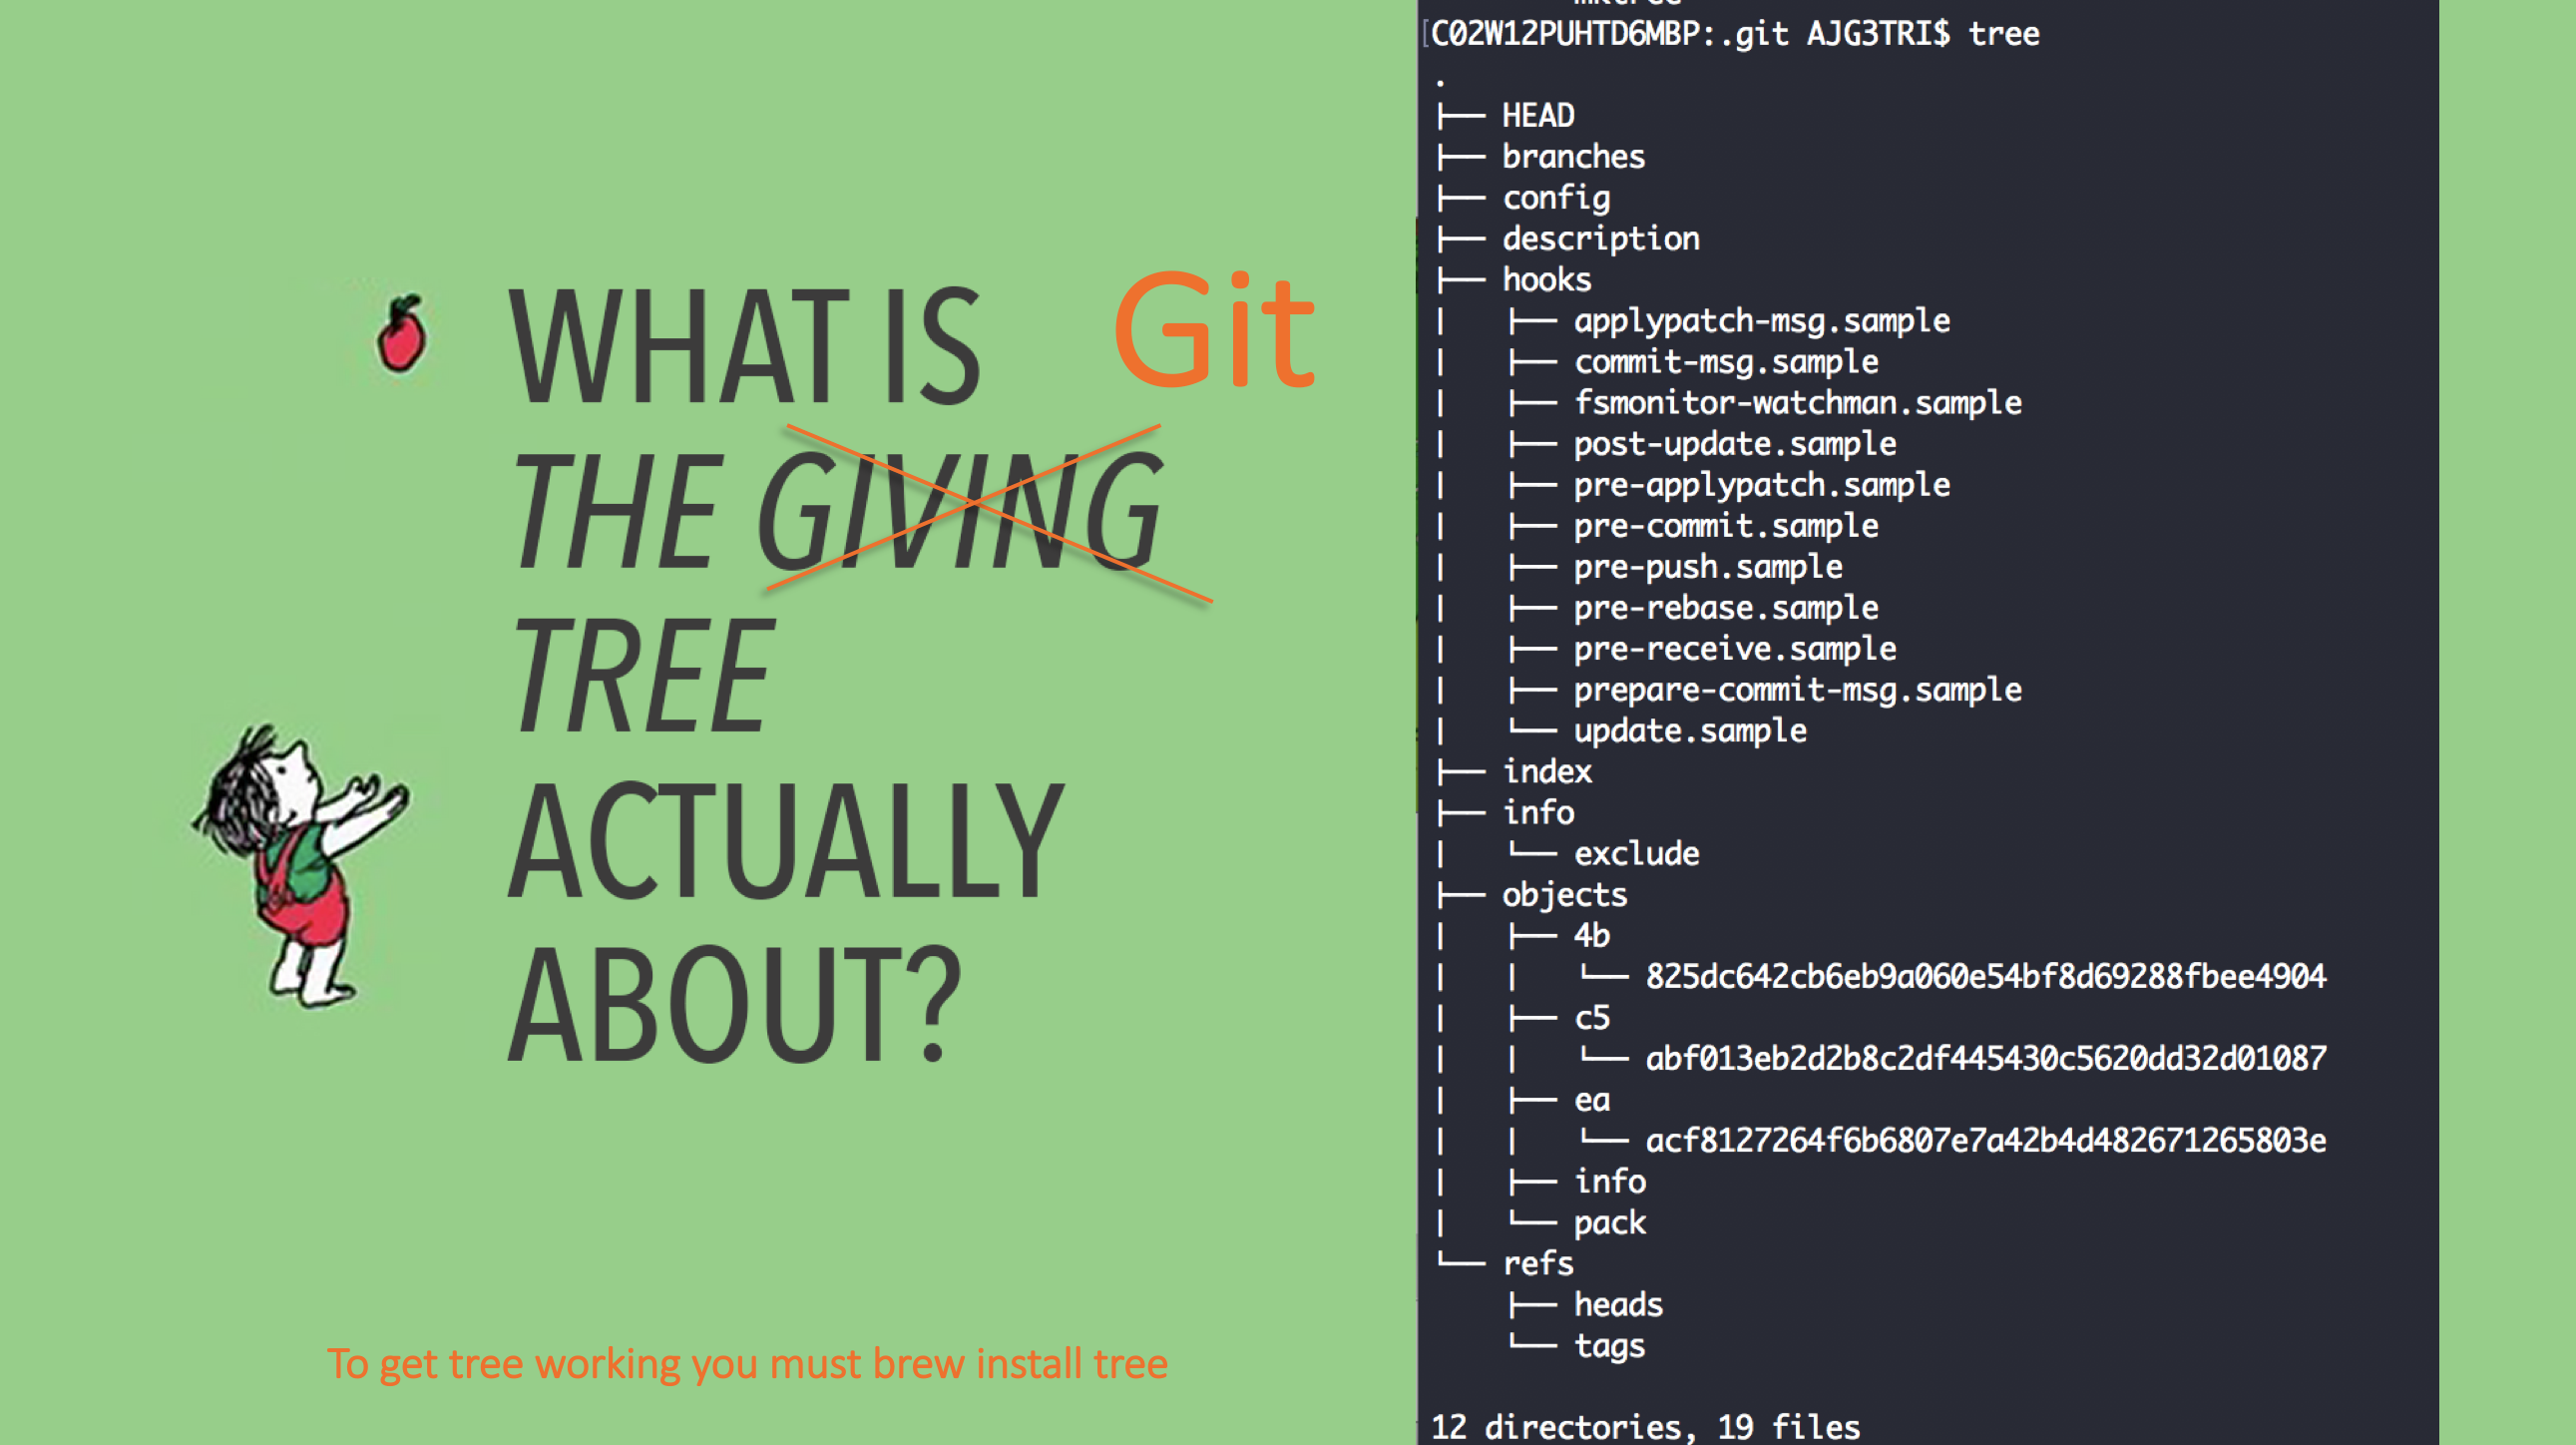 WHAT IS Git
THE GIVING
TREE
ACTUALLY
ABOUT?
To get tree working you must brew install tree
[C02W12PUHTD6MBP:.git AJG3TRI$ tree
.
├── HEAD
├── branches
├── config
├── description
├── hooks
│   ├── applypatch-msg.sample
│   ├── commit-msg.sample
│   ├── fsmonitor-watchman.sample
│   ├── post-update.sample
│   ├── pre-applypatch.sample
│   ├── pre-commit.sample
│   ├── pre-push.sample
│   ├── pre-rebase.sample
│   ├── pre-receive.sample
│   ├── prepare-commit-msg.sample
│   └── update.sample
├── index
├── info
│   └── exclude
├── objects
│   ├── 4b
│   │   └── 825dc642cb6eb9a060e54bf8d69288fbee4904
│   ├── c5
│   │   └── abf013eb2d2b8c2df445430c5620dd32d01087
│   ├── ea
│   │   └── acf8127264f6b6807e7a42b4d482671265803e
│   ├── info
│   └── pack
└── refs
    ├── heads
    └── tags
12 directories, 19 files